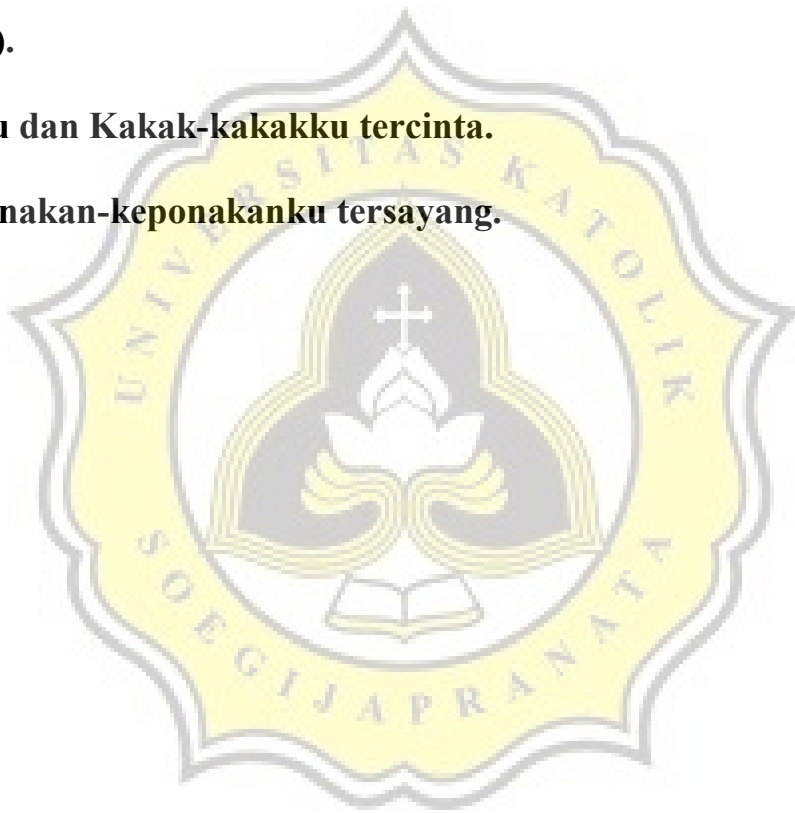 ).
u dan Kakak-kakakku tercinta.
nakan-keponakanku tersayang.
UNIVERSITAS KATOLIK
SOEGIJAPRANATA